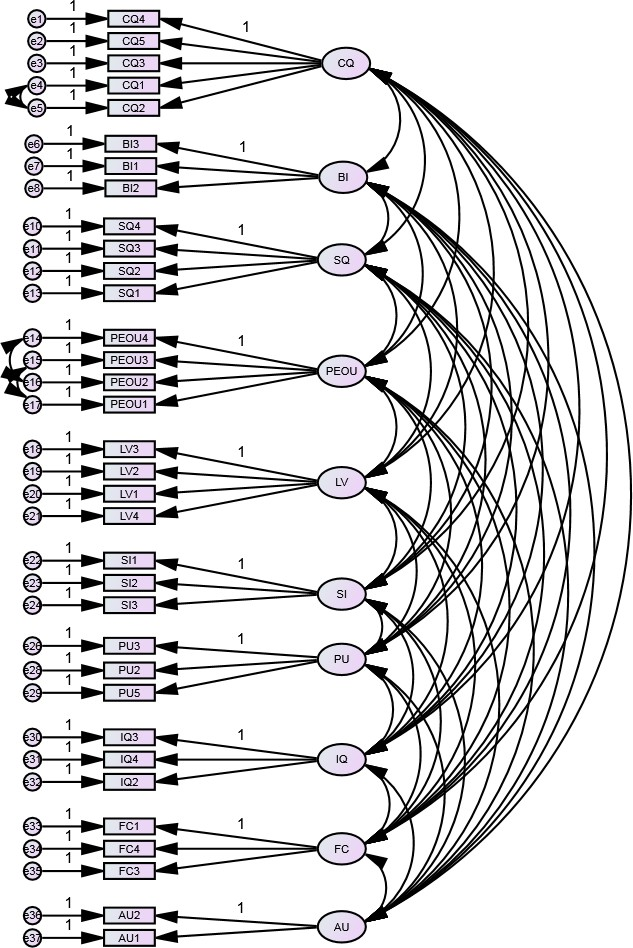 e1 1 CQ4 1
e2 1 CQ5
e3 1 CQ3 CQ
e4 1 CQ1
e5 1 CQ2
e6 1 BI3 1
e7 1 BI1 BI
e8 1 BI2
e10 1 SQ4 1
e11 1 SQ3 SQ
e12 1 SQ2
e13 1 SQ1
e14 1 PEOU4 1
e15 1 PEOU3 PEOU
e16 1 PEOU2
e17 1 PEOU1
e18 1 LV3 1
e19 1 LV2 LV
e20 1 LV1
e21 1 LV4
e22 1 SI1 1
e23 1 SI2 SI
e24 1 SI3
e26 1 PU3 1
e28 1 PU2 PU
e29 1 PU5
e30 1 IQ3 1
e31 1 IQ4 IQ
e32 1 IQ2
e33 1 FC1 1
e34 1 FC4 FC
e35 1 FC3
e36 1 AU2 1
e37 1 AU1 AU